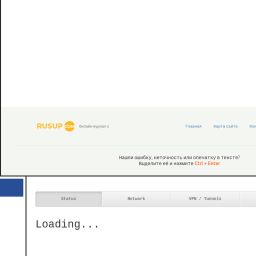 RUSUP.COM Онлайн-журнал о Главная Карта сайта
Нашли ошибку, неточность или опечатку в тексте?
Выделите её и нажмите Ctrl + Enter
Status Network VPN / Tunnels
Loading...